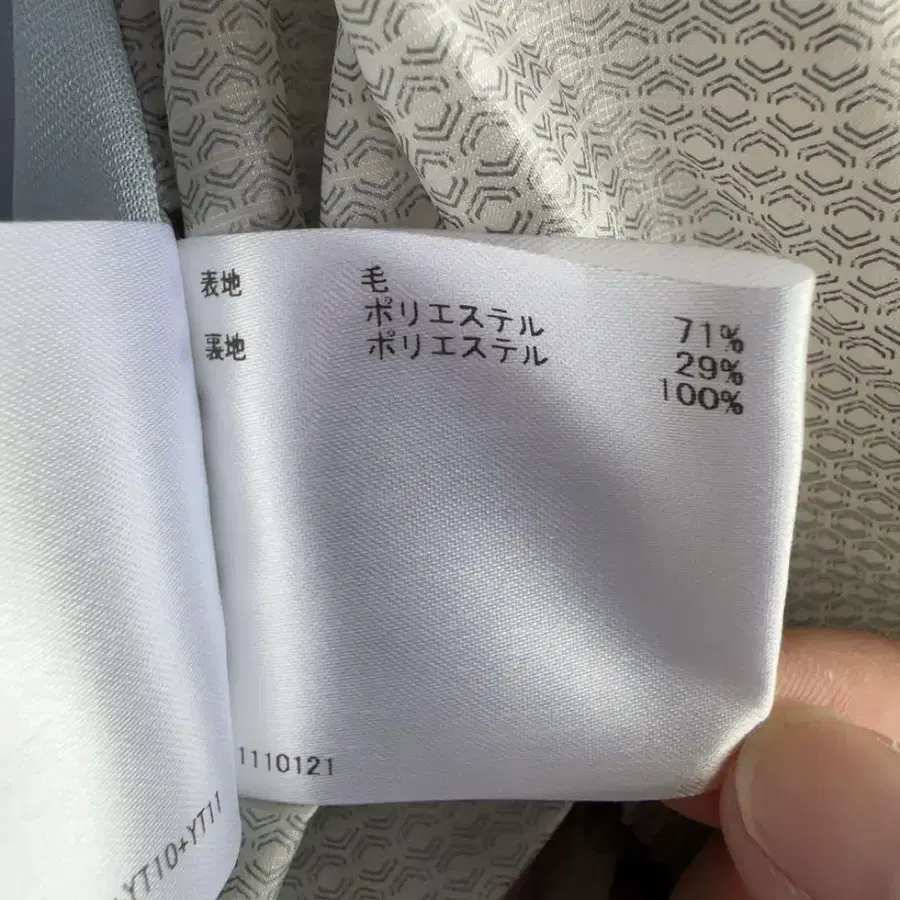 表地 毛 71%
ポリエステル 29%
裏地 ポリエステル 100%
1110121
YT10+YT11